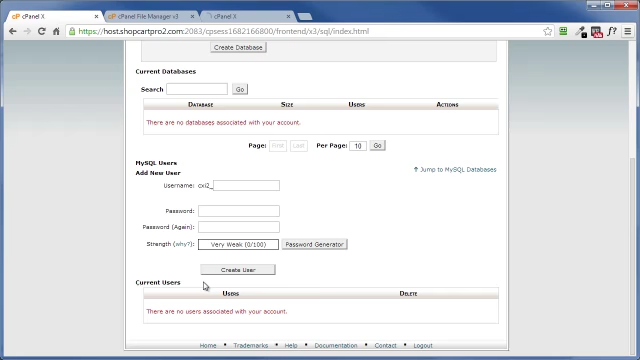 cPanel X
cPanel File Manager v3
cPanel X
https://host.shopcartpro2.com:2083/cpsess1682166800/frontend/x3/sql/index.html
Create Database
Current Databases
Search
Go
DATABASE SIZE USERS ACTIONS
There are no databases associated with your account.
Page: First Last Per Page: 10 Go
MySQL Users
Add New User
Jump to MySQL Databases
Username: cxi2_
Password:
Password (Again):
Strength (why?): Very Weak (0/100) Password Generator
Create User
Current Users
USERS DELETE
There are no users associated with your account.
Home Trademarks Help Documentation Contact Logout